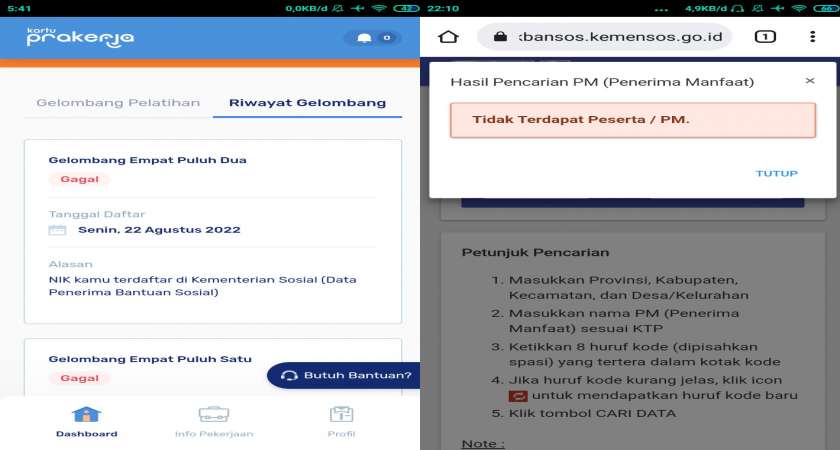 5:41
0,0KB/d
42
kartu
prakerja
0
Gelombang Pelatihan
Riwayat Gelombang
Gelombang Empat Puluh Dua
Gagal
Tanggal Daftar
Senin, 22 Agustus 2022
Alasan
NIK kamu terdaftar di Kementerian Sosial (Data
Penerima Bantuan Sosial)
Gelombang Empat Puluh Satu
Gagal
Butuh Bantuan?
Dashboard
Info Pekerjaan
Profil
22:10
... 4,9KB/d
66
:kbansos.kemensos.go.id
1
Hasil Pencarian PM (Penerima Manfaat)
×
Tidak Terdapat Peserta / PM.
TUTUP
Petunjuk Pencarian
1. Masukkan Provinsi, Kabupaten,
Kecamatan, dan Desa/Kelurahan
2. Masukkan nama PM (Penerima
Manfaat) sesuai KTP
3. Ketikkan 8 huruf kode (dipisahkan
spasi) yang tertera dalam kotak kode
4. Jika huruf kode kurang jelas, klik icon
untuk mendapatkan huruf kode baru
5. Klik tombol CARI DATA
Note :